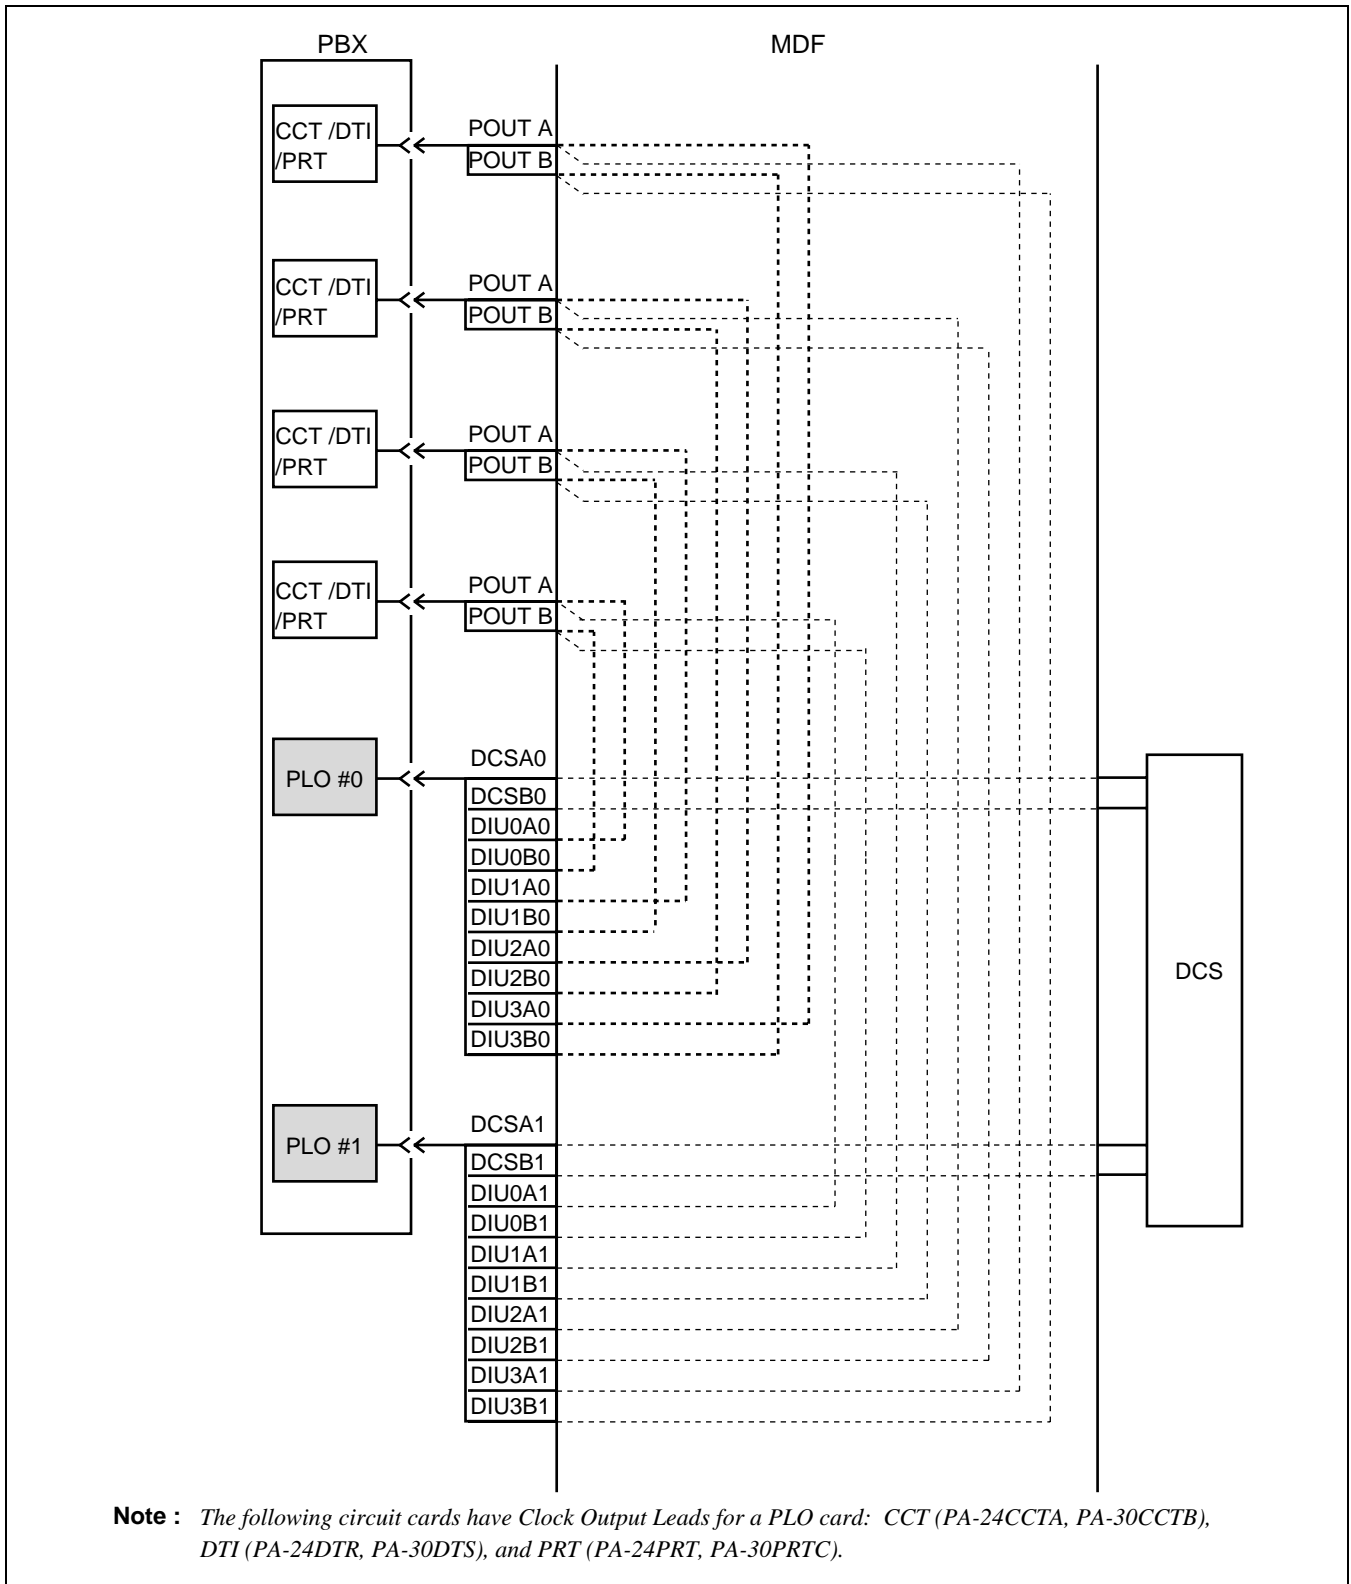 PBX MDF
CCT /DTI
/PRT
POUT A
POUT B
CCT /DTI
/PRT
POUT A
POUT B
CCT /DTI
/PRT
POUT A
POUT B
CCT /DTI
/PRT
POUT A
POUT B
PLO #0
DCSA0
DCSB0
DIU0A0
DIU0B0
DIU1A0
DIU1B0
DIU2A0
DIU2B0
DIU3A0
DIU3B0
DCS
PLO #1
DCSA1
DCSB1
DIU0A1
DIU0B1
DIU1A1
DIU1B1
DIU2A1
DIU2B1
DIU3A1
DIU3B1
Note : The following circuit cards have Clock Output Leads for a PLO card: CCT (PA-24CCTA, PA-30CCTB),
DTI (PA-24DTR, PA-30DTS), and PRT (PA-24PRT, PA-30PRTC).